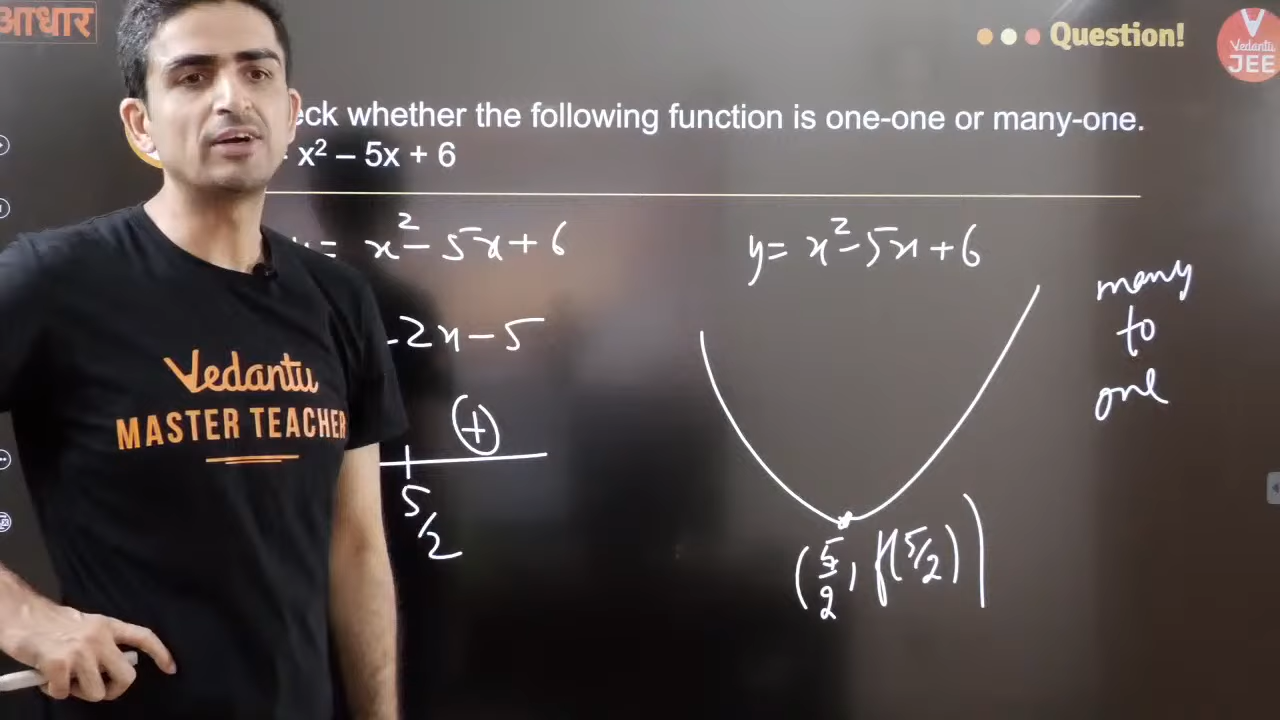 आधार
Question!
Vedantu
JEE
eck whether the following function is one-one or many-one.
x² – 5x + 6
= x² - 5x + 6
y = x² - 5x + 6
many
to
one
2x - 5
(+)
5/2
(5/2, f(5/2))
Vedantu
MASTER TEACHER